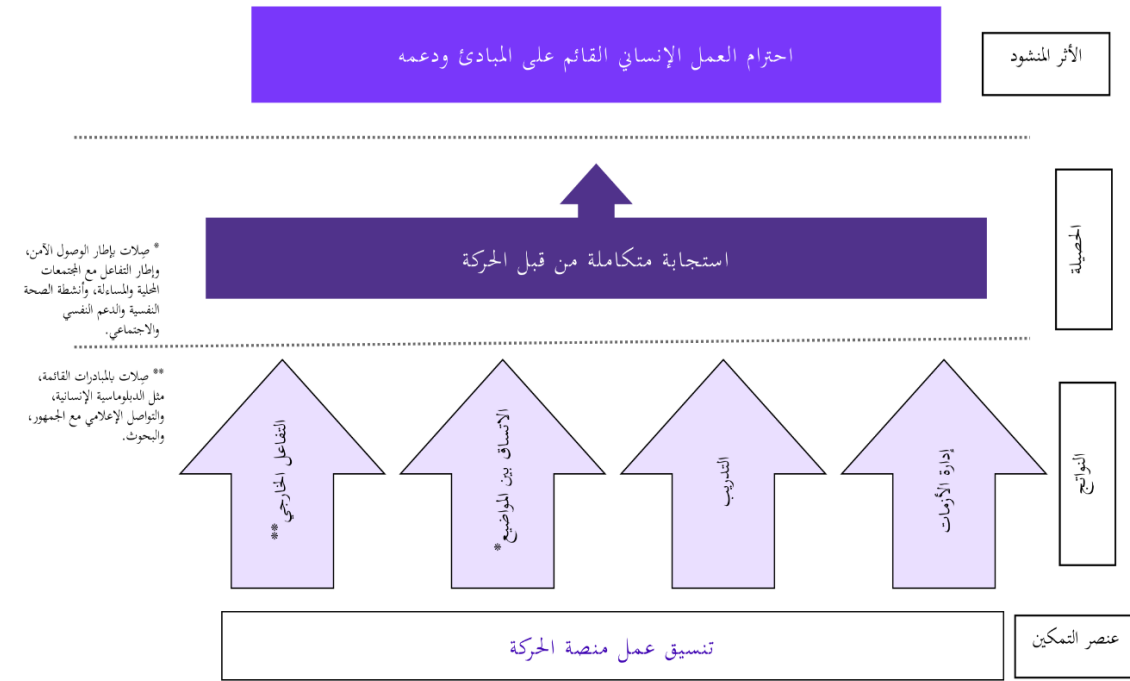 الأثر المنشود
احترام العمل الإنساني القائم على المبادئ ودعمه
الحصيلة
استجابة متكاملة من قبل الحركة
* صِلات بإطار الوصول الآمن،
وإطار التفاعل مع المجتمعات
المحلية والمساءلة، وأنشطة الصحة
النفسية والدعم النفسي
والاجتماعي.
النواتج
إدارة الأزمات
التدريب
الاتساق بين المواضيع*
التفاعل الخارجي**
** صِلات بالمبادرات القائمة،
مثل الدبلوماسية الإنسانية،
والتواصل الإعلامي مع الجمهور،
والبحوث.
عنصر التمكين
تنسيق عمل منصة الحركة